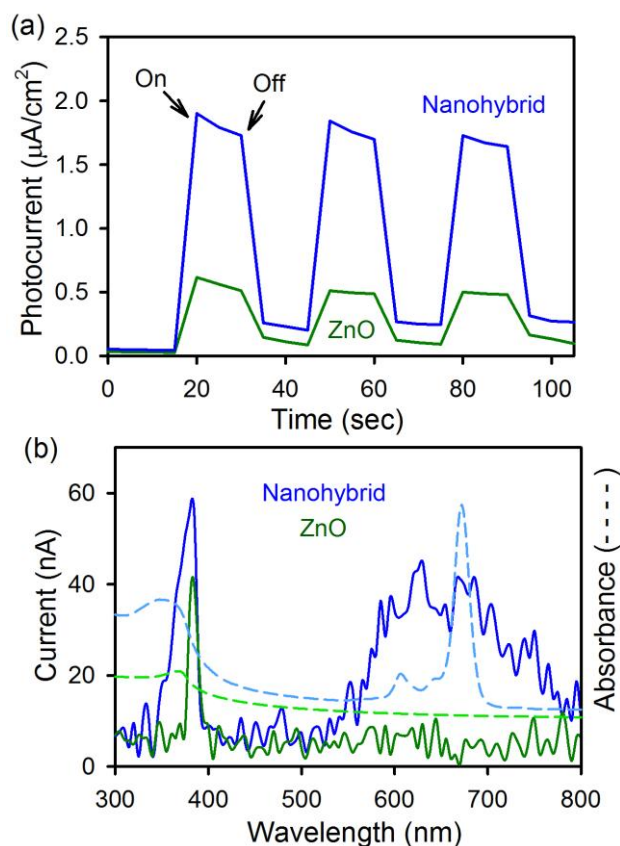 (a)
2.5
2.0
1.5
1.0
0.5
0.0
Photocurrent (μA/cm²)
On
Off
Nanohybrid
ZnO
0 20 40 60 80 100
Time (sec)
(b)
60
40
20
0
Current (nA)
Nanohybrid
ZnO
Absorbance (- - - -)
300 400 500 600 700 800
Wavelength (nm)